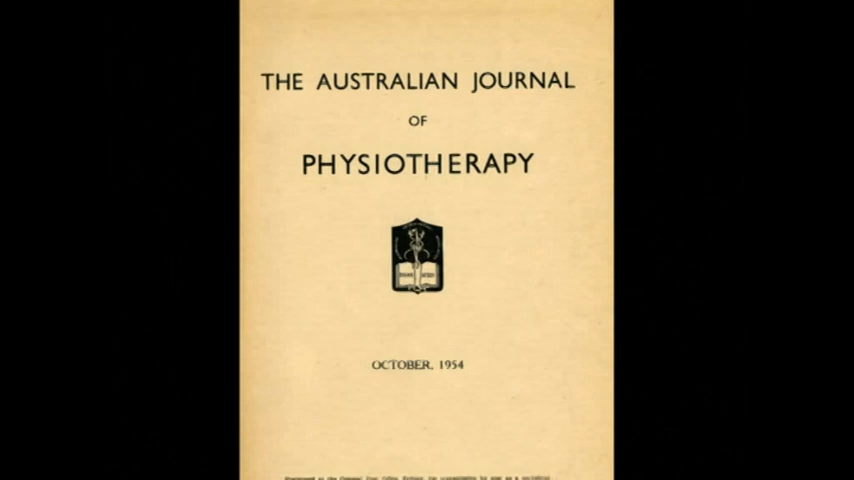 THE AUSTRALIAN JOURNAL
OF
PHYSIOTHERAPY
OCTOBER, 1954